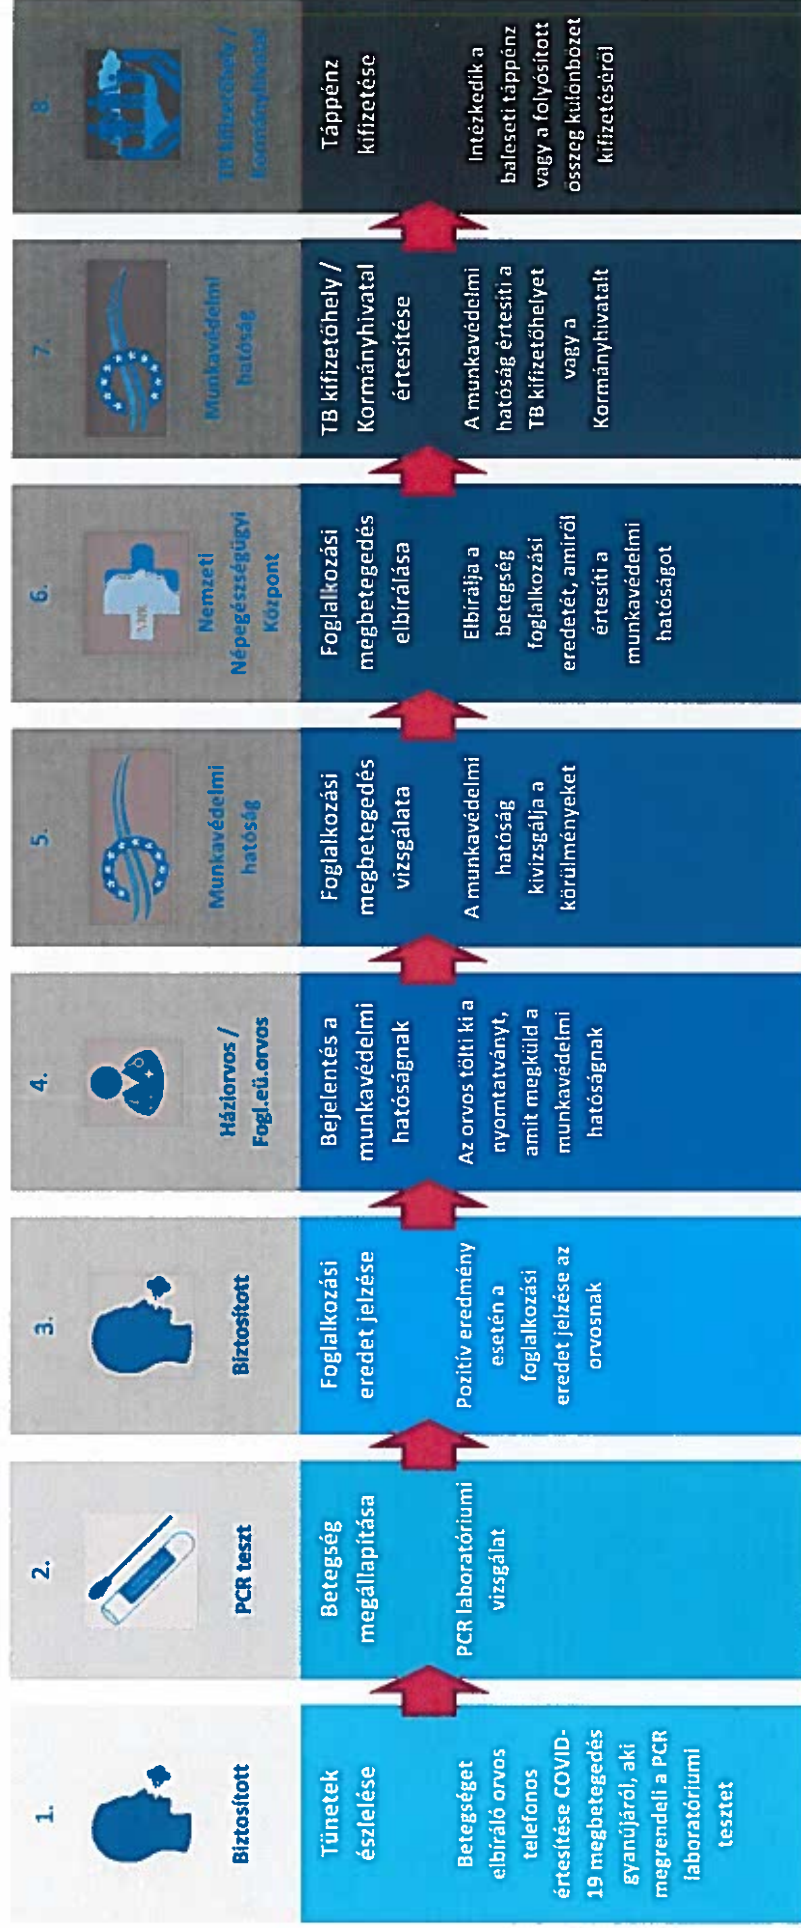 1.
Biztosított
Tünetek
észlelése
Betegséget
elbíráló orvos
telefonos
értesítése COVID-
19 megbetegedés
gyanújáról, aki
megrendeli a PCR
laboratóriumi
tesztet
2.
PCR teszt
Betegség
megállapítása
PCR laboratóriumi
vizsgálat
3.
Biztosított
Foglalkozási
eredet jelzése
Pozitív eredmény
esetén a
foglalkozási
eredet jelzése az
orvosnak
4.
Háziorvos /
Fogl.eü.orvos
Bejelentés a
munkavédelmi
hatóságnak
Az orvos tölti ki a
nyomtatványt,
amit megküld a
munkavédelmi
hatóságnak
5.
Munkavédelmi
hatóság
Foglalkozási
megbetegedés
vizsgálata
A munkavédelmi
hatóság
kivizsgálja a
körülményeket
6.
Nemzeti
Népegészségügyi
Központ
Foglalkozási
megbetegedés
elbírálása
Elbírálja a
betegség
foglalkozási
eredetét, amiről
értesíti a
munkavédelmi
hatóságot
7.
Munkavédelmi
hatóság
TB kifizetőhely /
Kormányhivatal
értesítése
A munkavédelmi
hatóság értesíti a
TB kifizetőhelyet
vagy a
Kormányhivatalt
8.
TB kifizetőhely /
Kormányhivatal
Táppénz
kifizetése
Intézkedik a
baleseti táppénz
vagy a folyósított
összeg különbözet
kifizetéséről